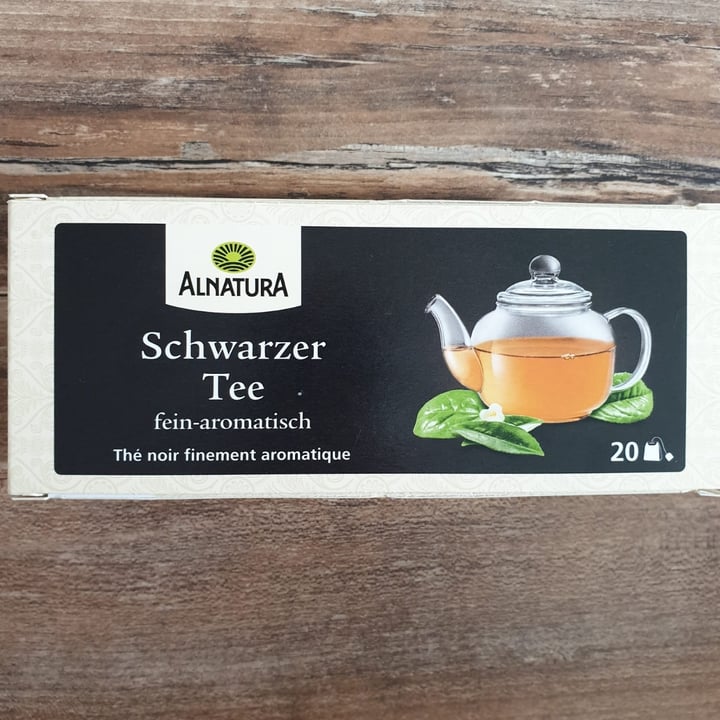 ALNATURA
Schwarzer
Tee
fein-aromatisch
Thé noir finement aromatique
20